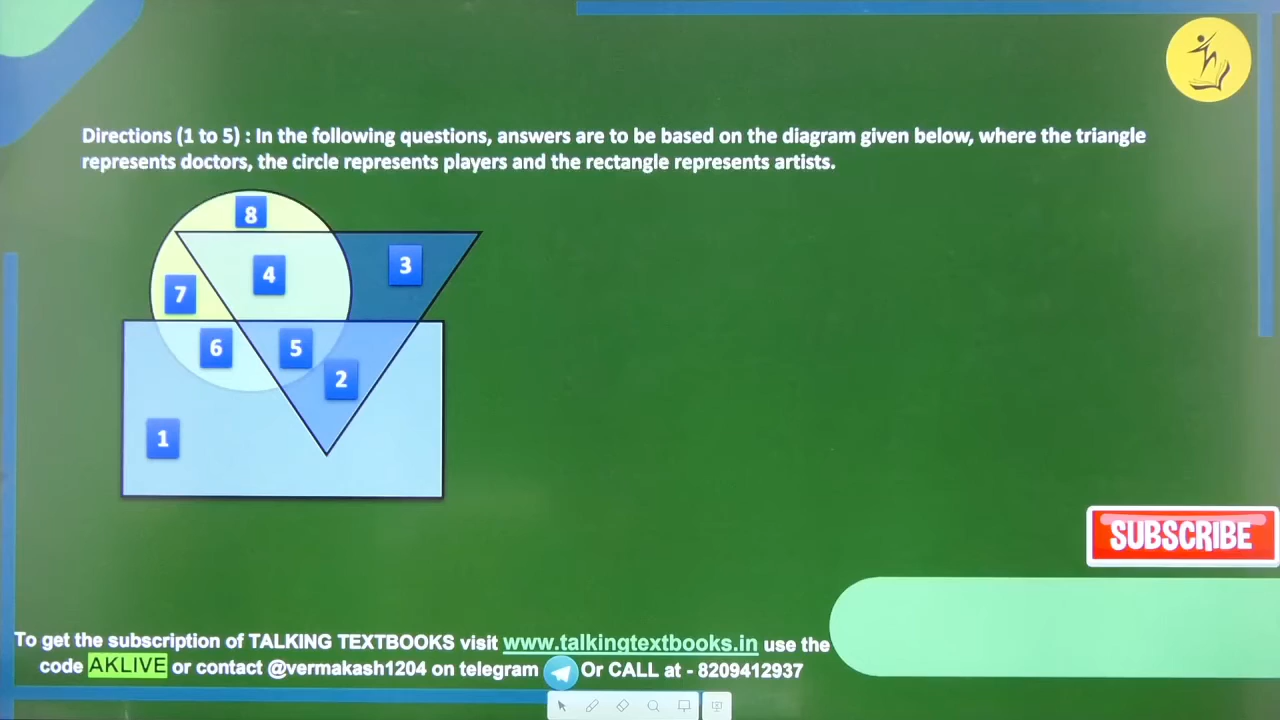 Directions (1 to 5) : In the following questions, answers are to be based on the diagram given below, where the triangle
represents doctors, the circle represents players and the rectangle represents artists.
8
4
3
7
6
5
2
1
SUBSCRIBE
To get the subscription of TALKING TEXTBOOKS visit www.talkingtextbooks.in use the
code AKLIVE or contact @vermakash1204 on telegram Or CALL at - 8209412937